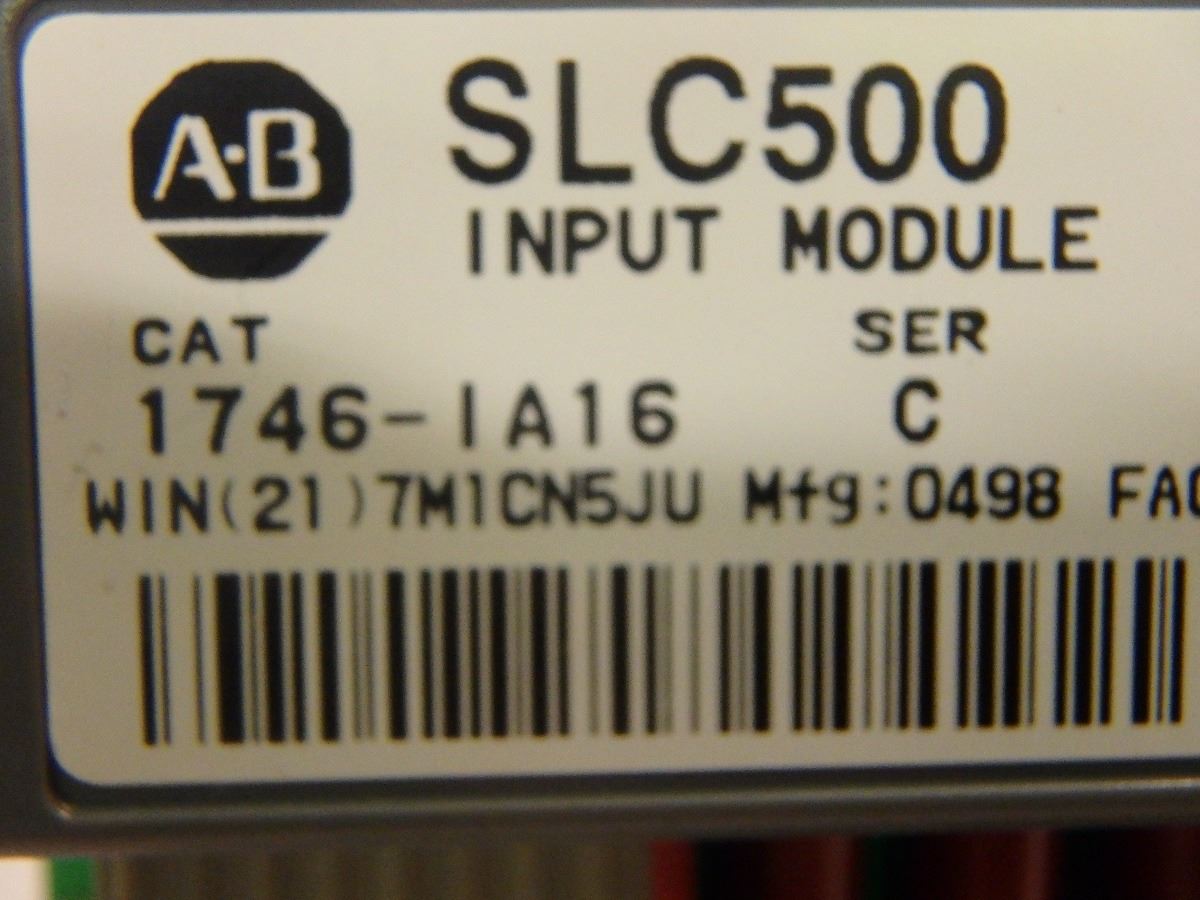 A-B
SLC500
INPUT MODULE
CAT
SER
1746-IA16
C
WIN(21)7M1CN5JU Mfg:0498